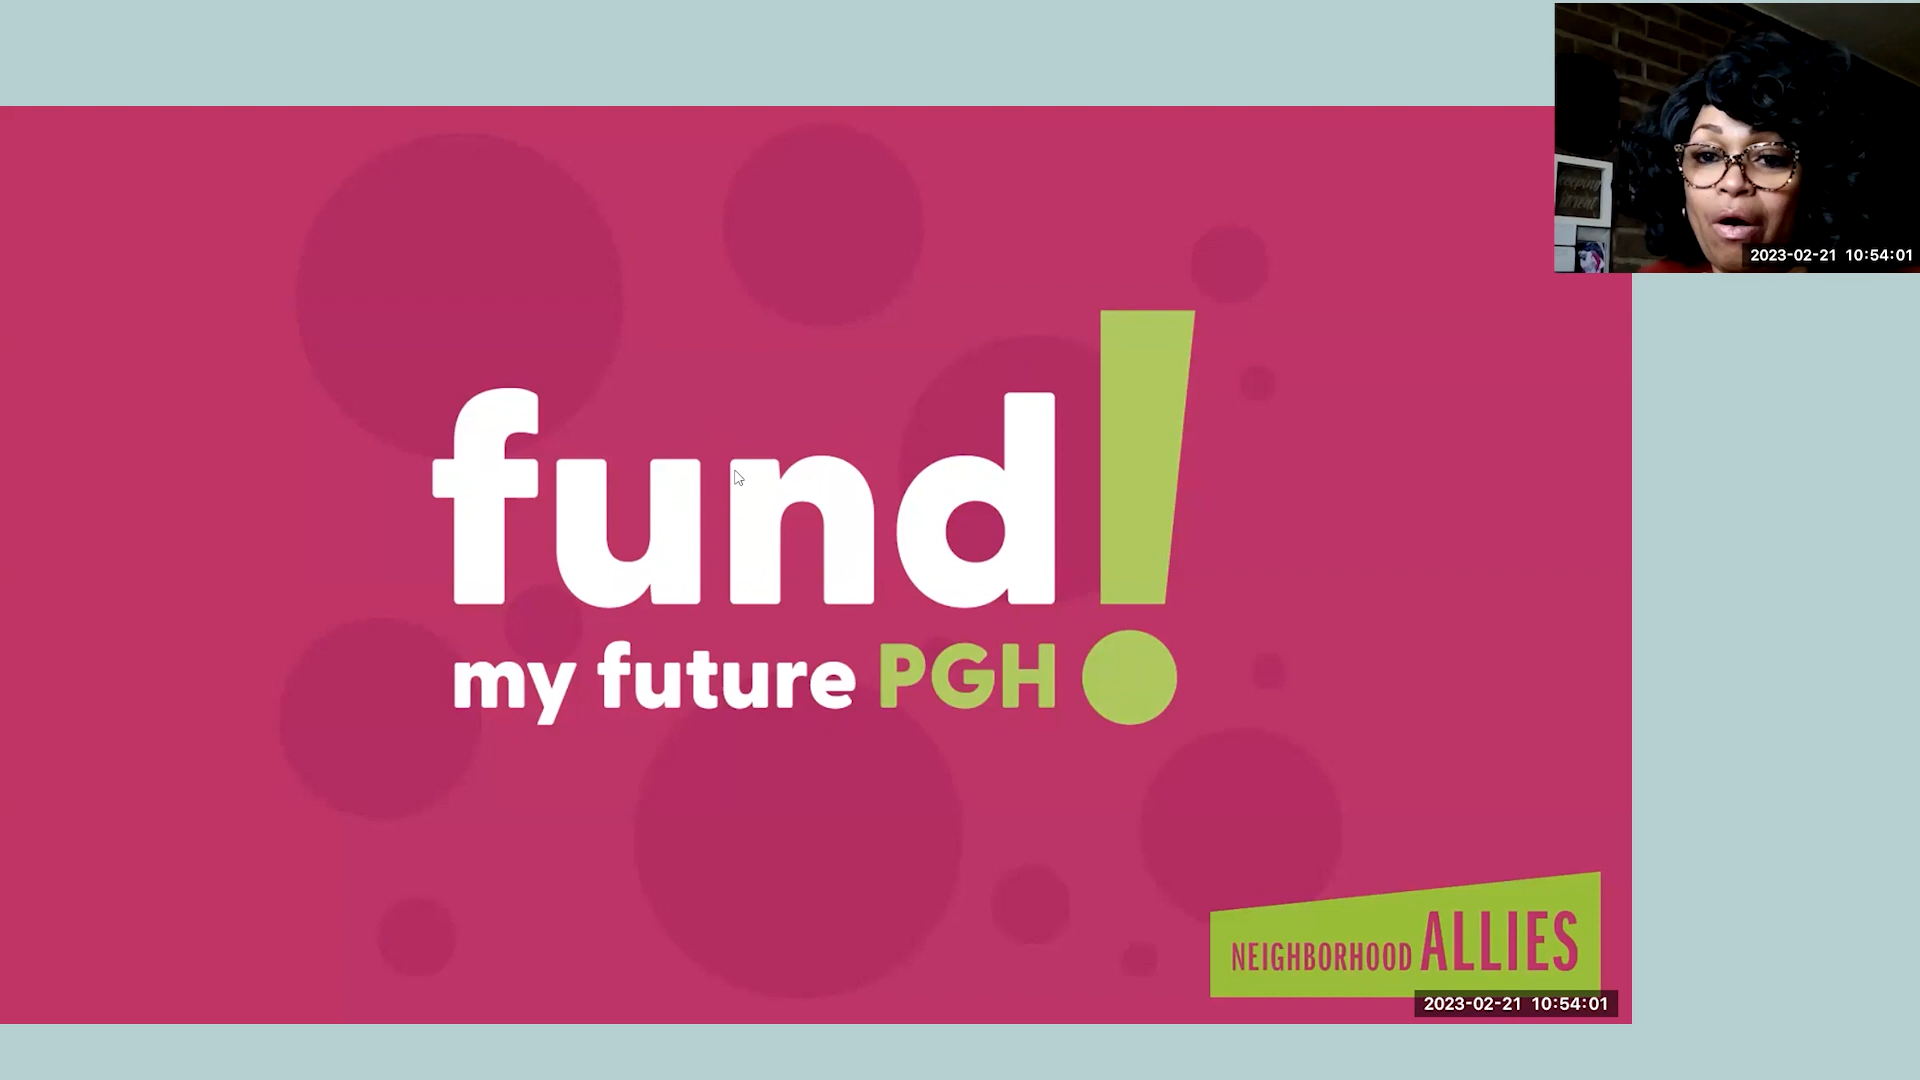 2023-02-21 10:54:01
fund!
my future PGH
NEIGHBORHOOD ALLIES
2023-02-21 10:54:01